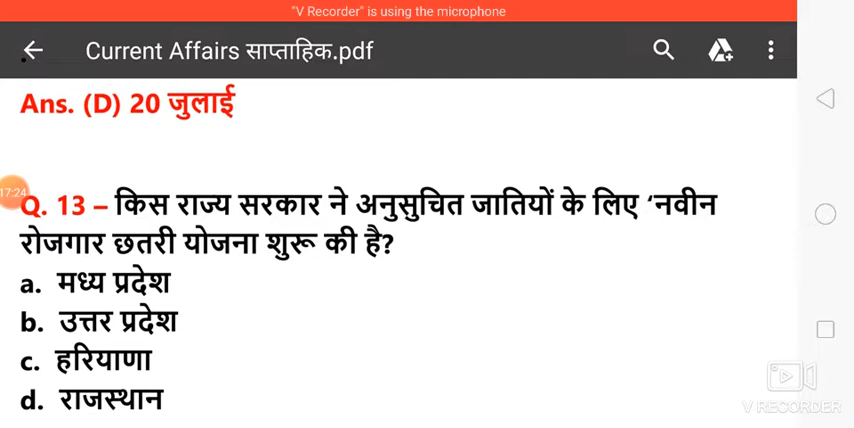 "V Recorder" is using the microphone
Current Affairs साप्ताहिक.pdf
Ans. (D) 20 जुलाई
17:24
Q. 13 – किस राज्य सरकार ने अनुसुचित जातियों के लिए ‘नवीन
रोजगार छतरी योजना शुरू की है?
a. मध्य प्रदेश
b. उत्तर प्रदेश
c. हरियाणा
d. राजस्थान
V RECORDER